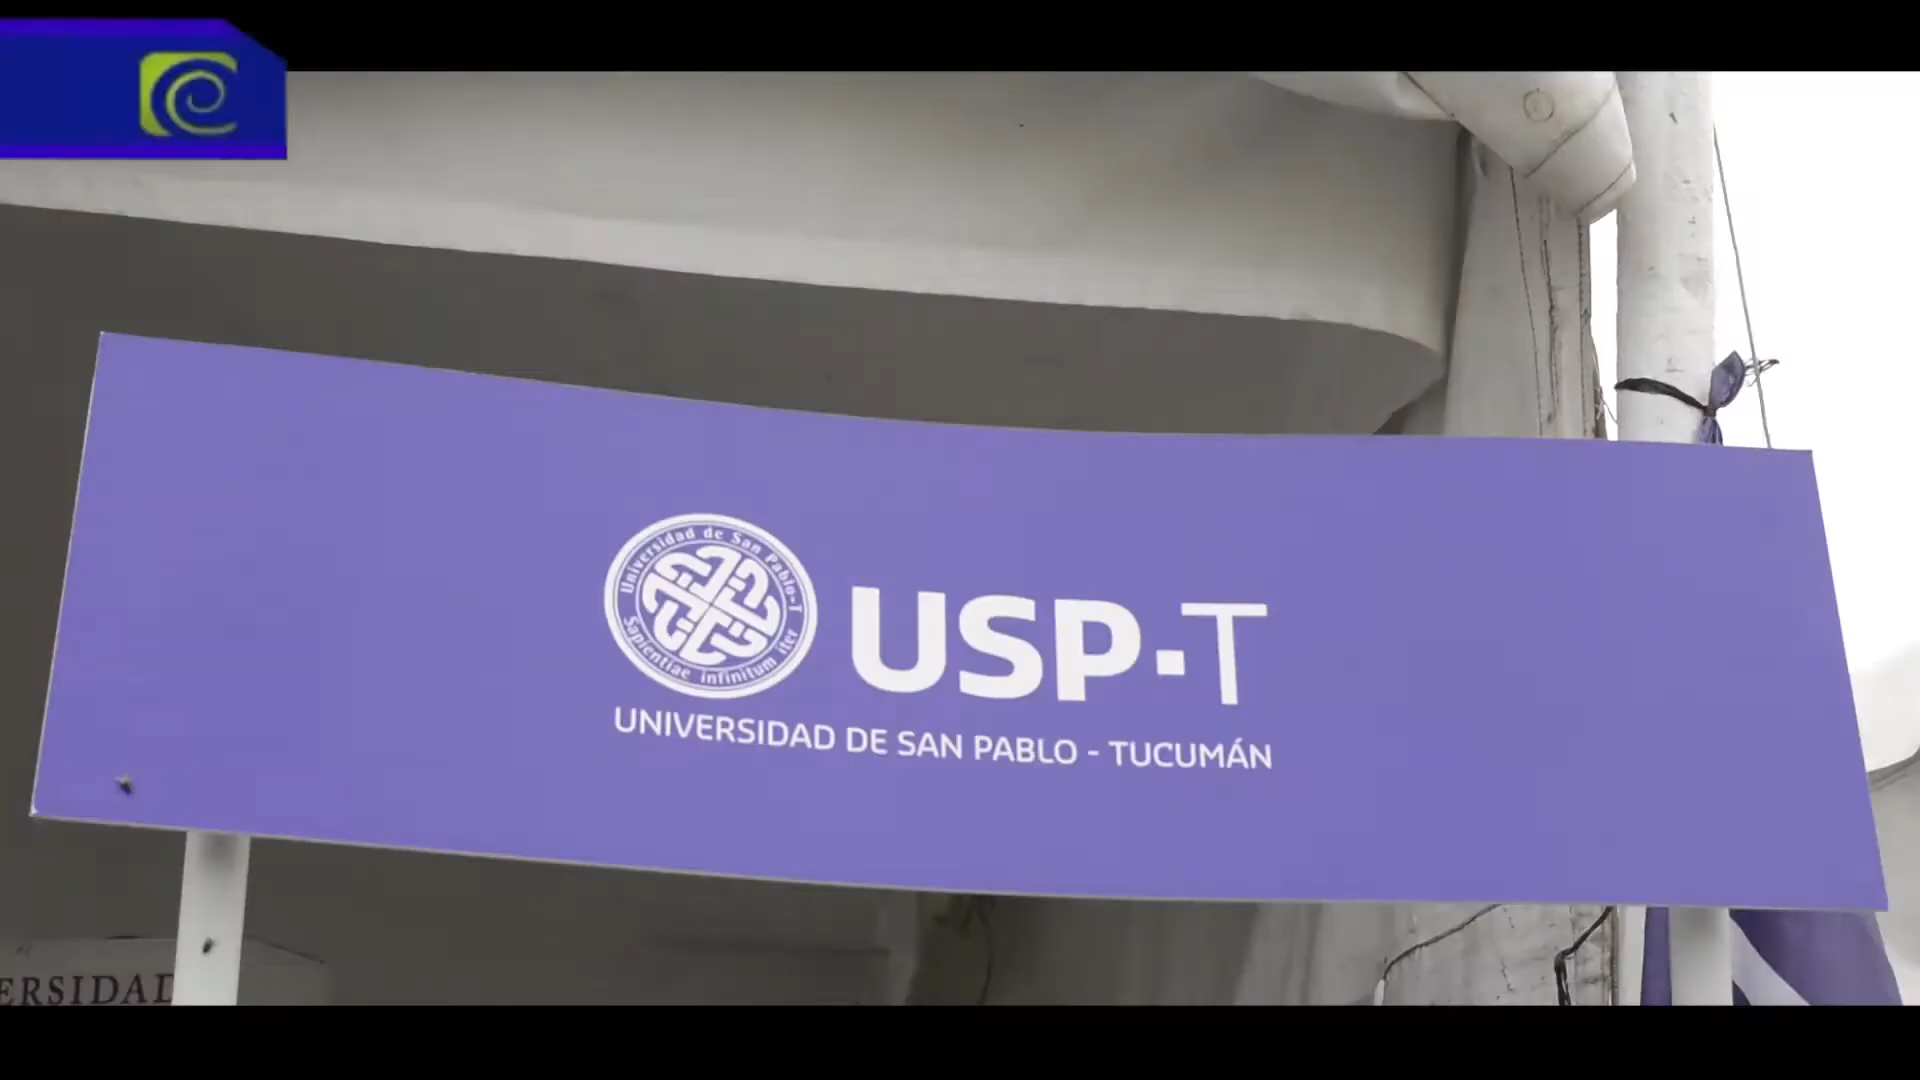 Universidad de San Pablo-T
Sapientiae infinitum iter
USP-T
UNIVERSIDAD DE SAN PABLO - TUCUMÁN
ERSIDAD